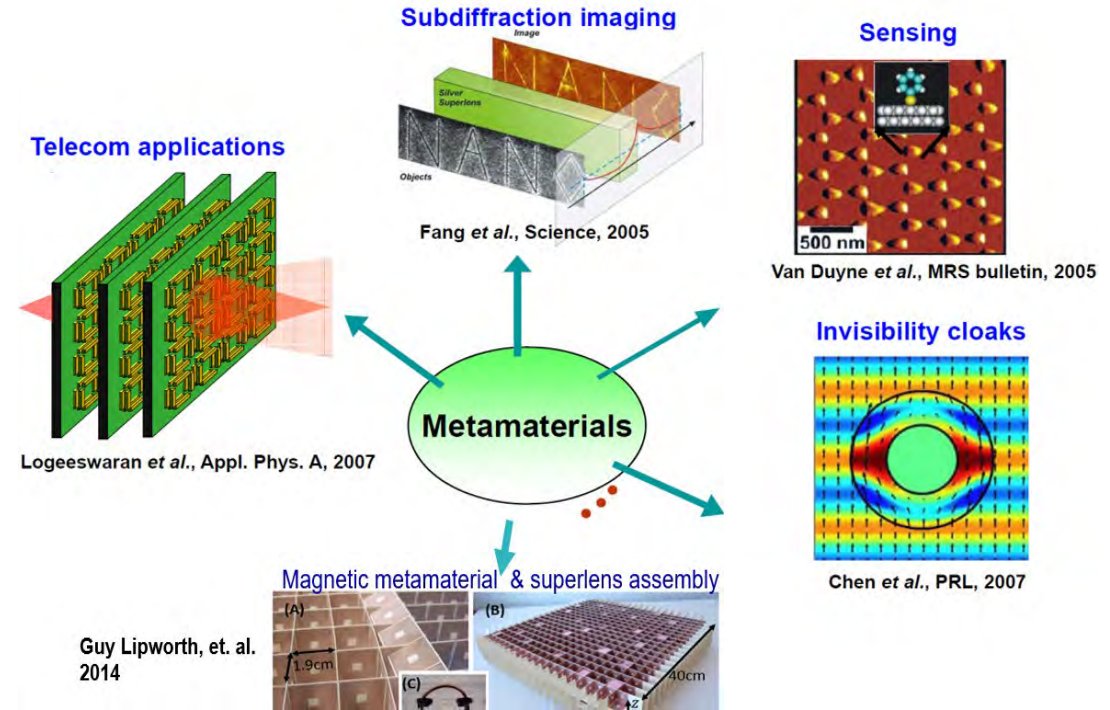 Subdiffraction imaging
Image
NANO
Silver
Superlens
NANO
Objects
Fang et al., Science, 2005
Sensing
500 nm
Van Duyne et al., MRS bulletin, 2005
Telecom applications
Logeeswaran et al., Appl. Phys. A, 2007
Metamaterials
Invisibility cloaks
Chen et al., PRL, 2007
Magnetic metamaterial & superlens assembly
Guy Lipworth, et. al.
2014
(A)
1.9cm
(B)
40cm
z
(C)